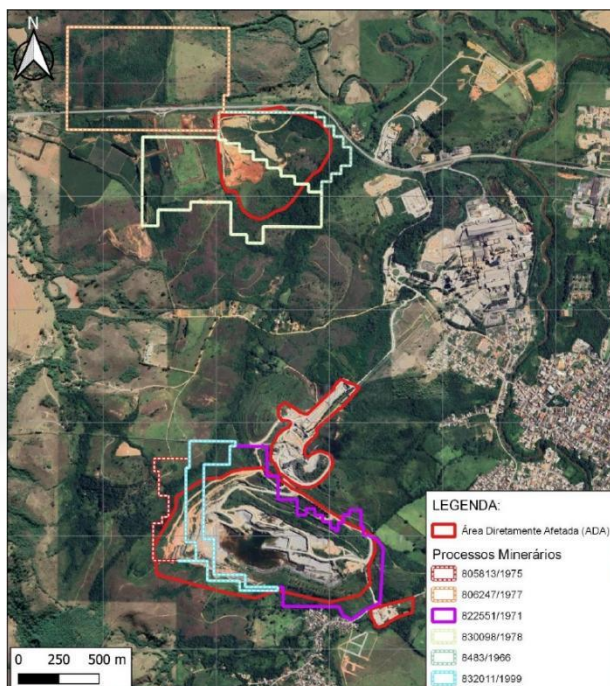 N
LEGENDA:
Área Diretamente Afetada (ADA)
Processos Minerários
805813/1975
806247/1977
822551/1971
830098/1978
8483/1966
832011/1999
0 250 500 m